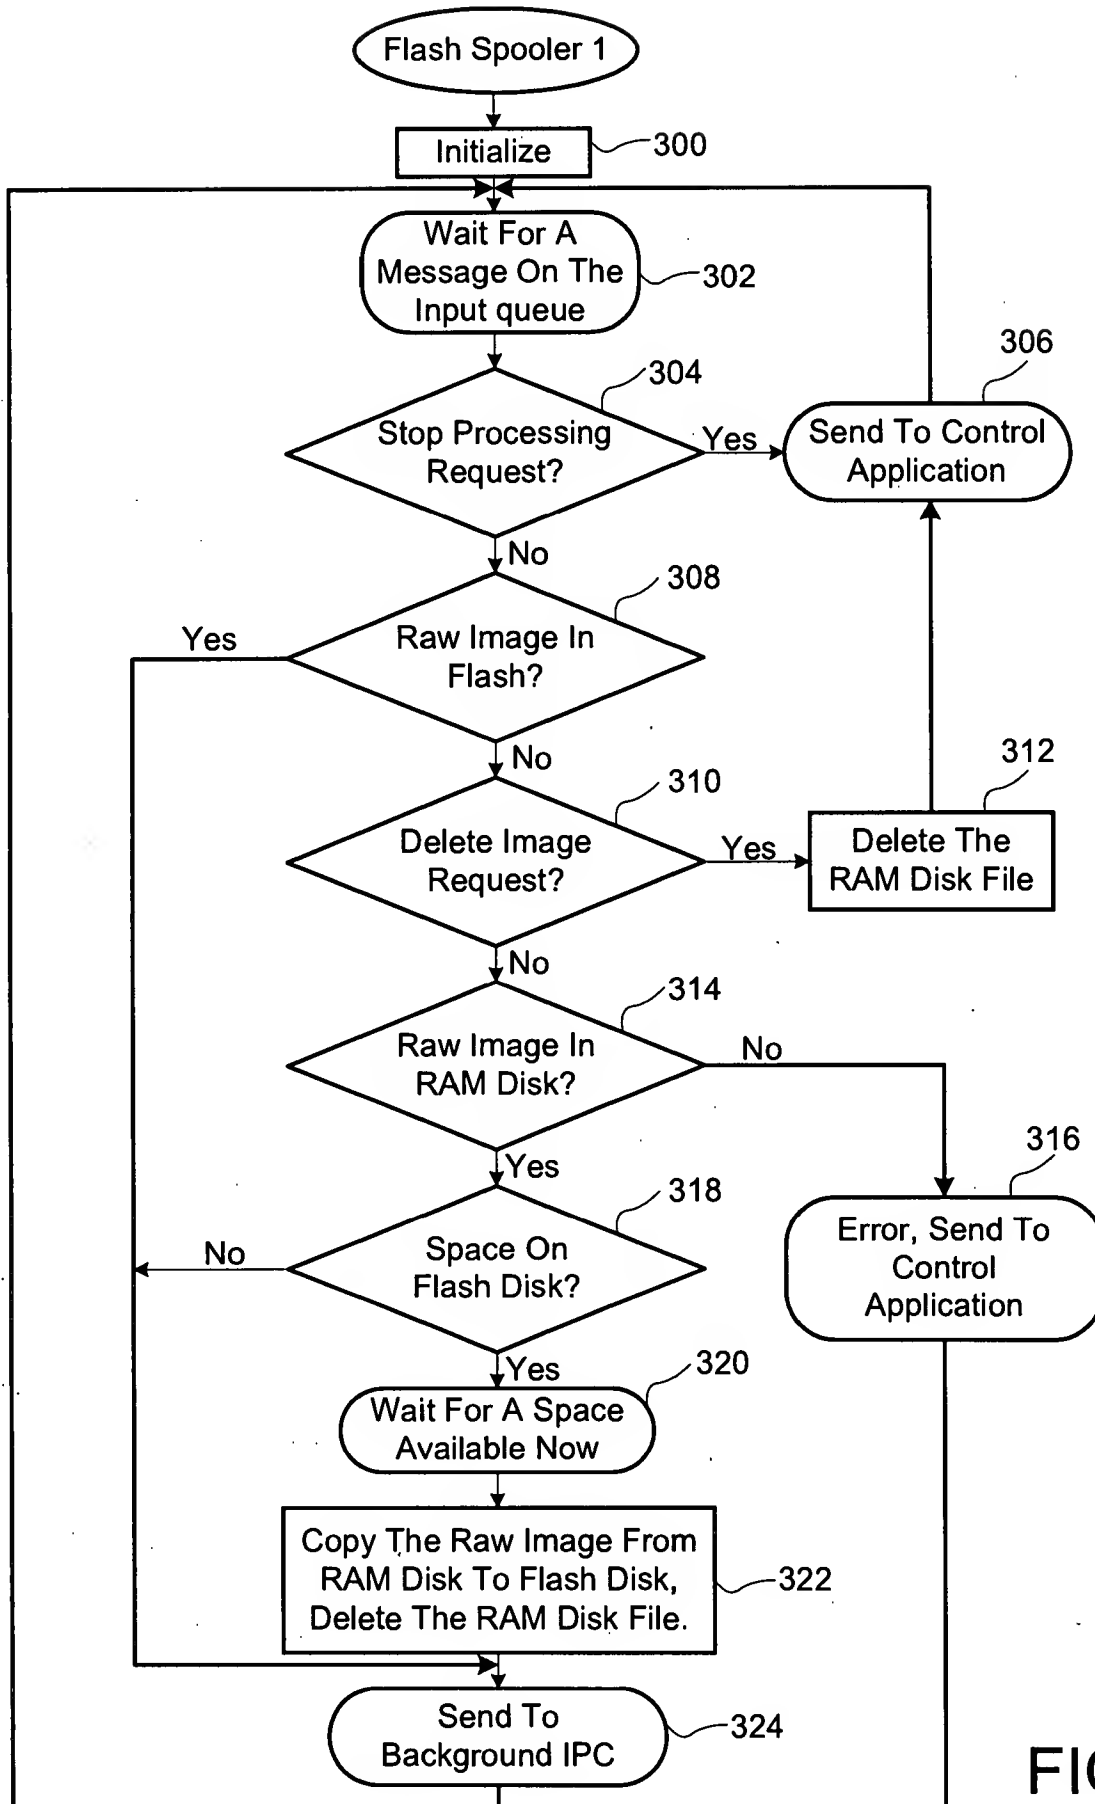 Flash Spooler 1
Initialize
300
Wait For A
Message On The
Input queue
302
304
Stop Processing
Request?
Yes
306
Send To Control
Application
No
308
Raw Image In
Flash?
Yes
No
310
Delete Image
Request?
Yes
312
Delete The
RAM Disk File
No
314
Raw Image In
RAM Disk?
No
316
Error, Send To
Control
Application
Yes
318
Space On
Flash Disk?
No
Yes
320
Wait For A Space
Available Now
Copy The Raw Image From
RAM Disk To Flash Disk,
Delete The RAM Disk File.
322
Send To
Background IPC
324